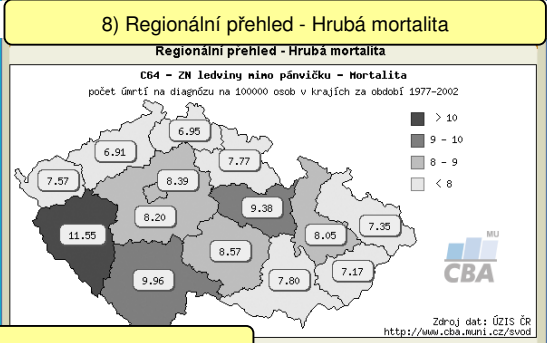 8) Regionální přehled - Hrubá mortalita
Regionální přehled - Hrubá mortalita
C64 - ZN ledviny mimo pánvičku - Mortalita
počet úmrtí na diagnózu na 100000 osob v krajích za období 1977-2002
> 10
9 - 10
8 - 9
< 8
6.95
6.91
7.77
7.57
8.39
9.38
8.20
7.35
11.55
8.05
8.57
7.17
9.96
7.80
MU
CBA
Zdroj dat: ÚZIS ČR
http://www.cba.muni.cz/svod